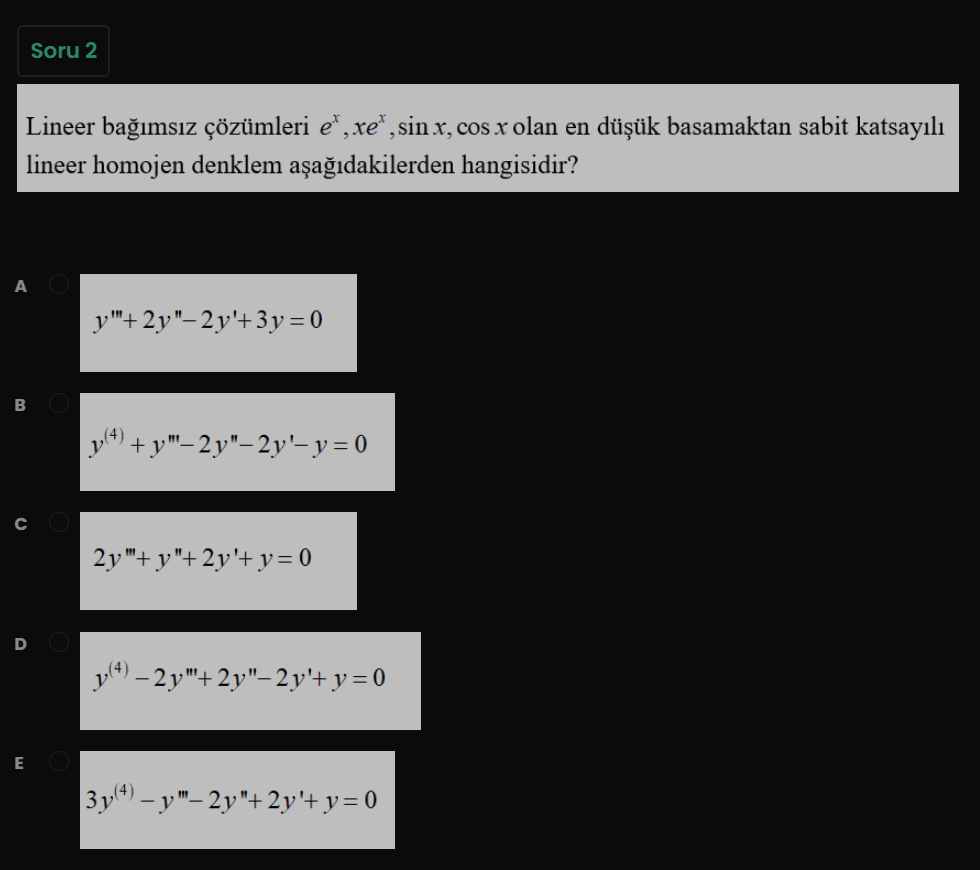 Soru 2
Lineer bağımsız çözümleri eˣ, xeˣ, sin x, cos x olan en düşük basamaktan sabit katsayılı
lineer homojen denklem aşağıdakilerden hangisidir?
A
y'''+ 2y''– 2y'+ 3y = 0
B
y⁽⁴⁾ + y'''– 2y''– 2y'– y = 0
C
2y'''+ y''+ 2y'+ y = 0
D
y⁽⁴⁾ – 2y'''+ 2y''– 2y'+ y = 0
E
3y⁽⁴⁾ – y'''– 2y''+ 2y'+ y = 0